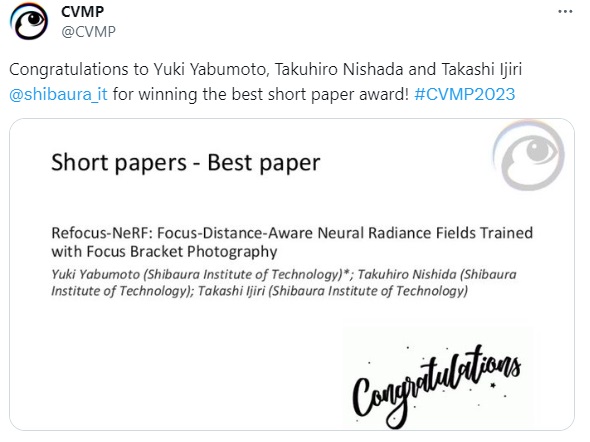 CVMP
@CVMP
Congratulations to Yuki Yabumoto, Takuhiro Nishada and Takashi Ijiri
@shibaura_it for winning the best short paper award! #CVMP2023
Short papers - Best paper
Refocus-NeRF: Focus-Distance-Aware Neural Radiance Fields Trained
with Focus Bracket Photography
Yuki Yabumoto (Shibaura Institute of Technology)*; Takuhiro Nishida (Shibaura
Institute of Technology); Takashi Ijiri (Shibaura Institute of Technology)
Congratulations